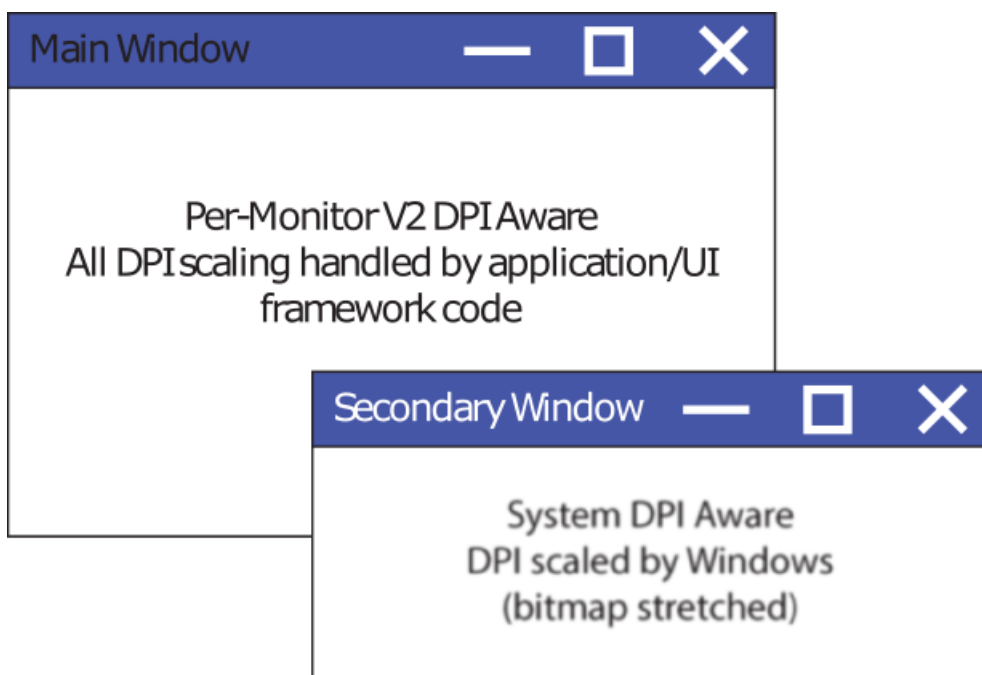 Main Window
Per-Monitor V2 DPI Aware
All DPI scaling handled by application/UI
framework code
Secondary Window
System DPI Aware
DPI scaled by Windows
(bitmap stretched)